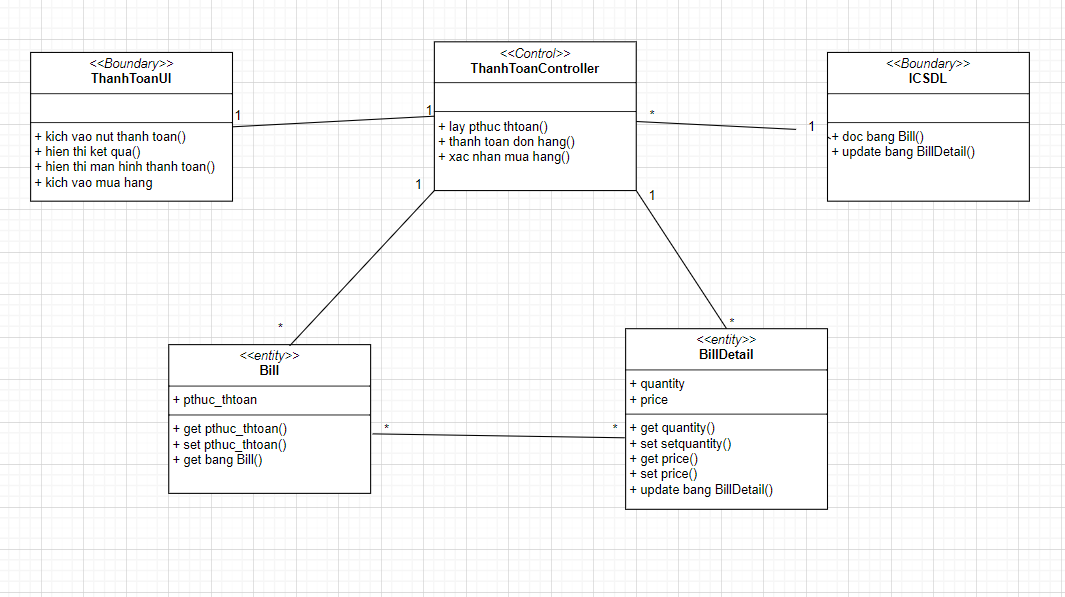 <<Boundary>>
ThanhToanUI
+ kich vao nut thanh toan()
+ hien thi ket qua()
+ hien thi man hinh thanh toan()
+ kich vao mua hang
1
1
<<Control>>
ThanhToanController
+ lay pthuc thtoan()
+ thanh toan don hang()
+ xac nhan mua hang()
*
1
<<Boundary>>
ICSDL
+ doc bang Bill()
+ update bang BillDetail()
1
1
*
*
<<entity>>
Bill
+ pthuc_thtoan
+ get pthuc_thtoan()
+ set pthuc_thtoan()
+ get bang Bill()
*
*
<<entity>>
BillDetail
+ quantity
+ price
+ get quantity()
+ set setquantity()
+ get price()
+ set price()
+ update bang BillDetail()